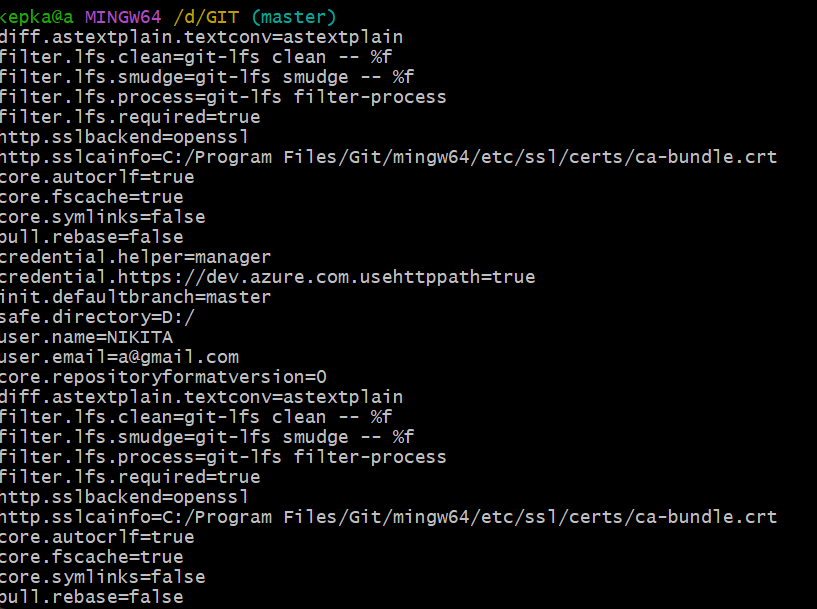 kepka@a MINGW64 /d/GIT (master)
diff.astextplain.textconv=astextplain
filter.lfs.clean=git-lfs clean -- %f
filter.lfs.smudge=git-lfs smudge -- %f
filter.lfs.process=git-lfs filter-process
filter.lfs.required=true
http.sslbackend=openssl
http.sslcainfo=C:/Program Files/Git/mingw64/etc/ssl/certs/ca-bundle.crt
core.autocrlf=true
core.fscache=true
core.symlinks=false
pull.rebase=false
credential.helper=manager
credential.https://dev.azure.com.usehttppath=true
init.defaultbranch=master
safe.directory=D:/
user.name=NIKITA
user.email=a@gmail.com
core.repositoryformatversion=0
diff.astextplain.textconv=astextplain
filter.lfs.clean=git-lfs clean -- %f
filter.lfs.smudge=git-lfs smudge -- %f
filter.lfs.process=git-lfs filter-process
filter.lfs.required=true
http.sslbackend=openssl
http.sslcainfo=C:/Program Files/Git/mingw64/etc/ssl/certs/ca-bundle.crt
core.autocrlf=true
core.fscache=true
core.symlinks=false
pull.rebase=false